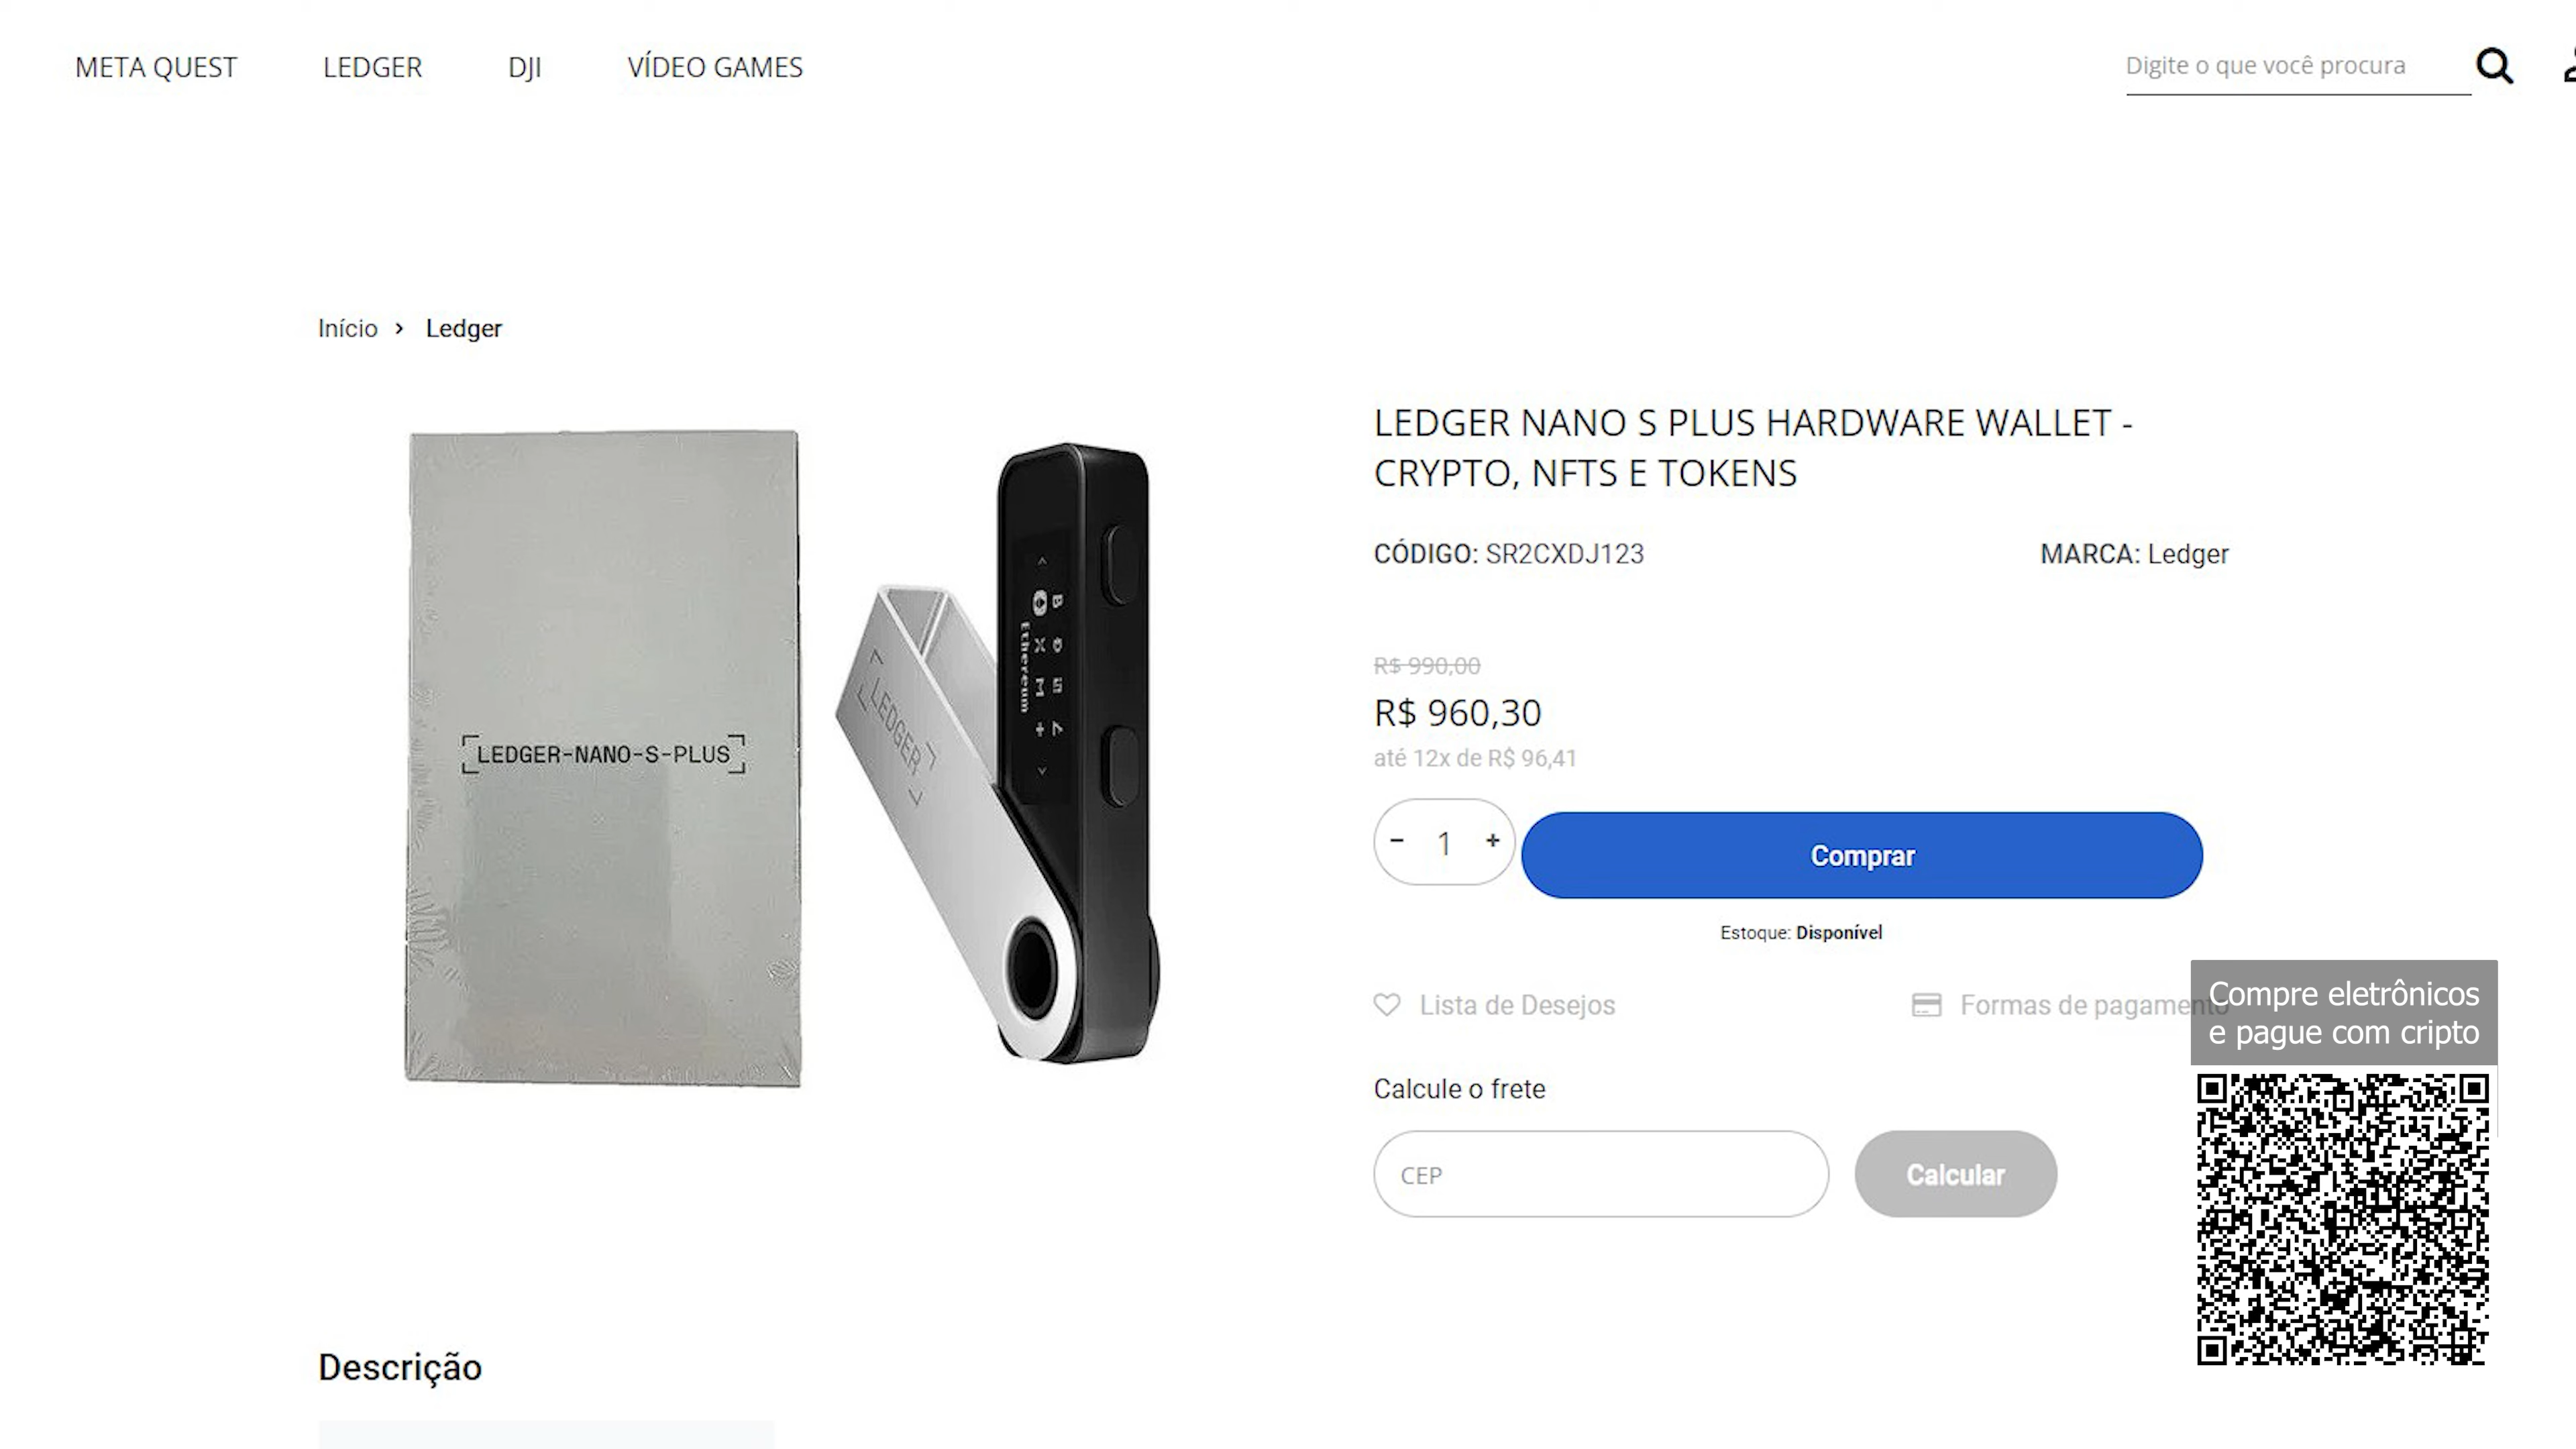 META QUEST
LEDGER
DJI
VÍDEO GAMES
Digite o que você procura
Início > Ledger
LEDGER-NANO-S-PLUS
LEDGER
Ethereum
LEDGER NANO S PLUS HARDWARE WALLET -
CRYPTO, NFTS E TOKENS
CÓDIGO: SR2CXDJ123
MARCA: Ledger
R$ 990,00
R$ 960,30
até 12x de R$ 96,41
- 1 +
Comprar
Estoque: Disponível
Lista de Desejos
Formas de pagamento
Compre eletrônicos
e pague com cripto
Calcule o frete
CEP
Calcular
Descrição